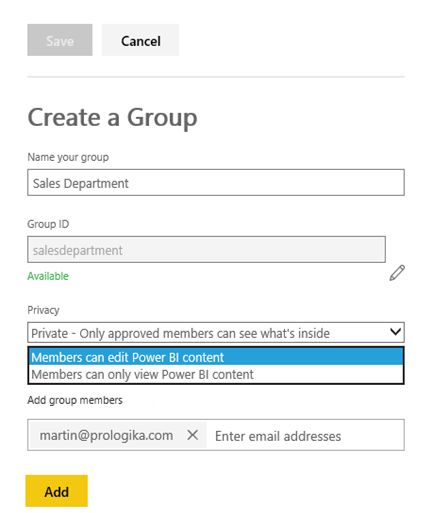 Save Cancel
Create a Group
Name your group
Sales Department
Group ID
salesdepartment
Available
Privacy
Private - Only approved members can see what's inside
Members can edit Power BI content
Members can only view Power BI content
Add group members
martin@prologika.com Enter email addresses
Add